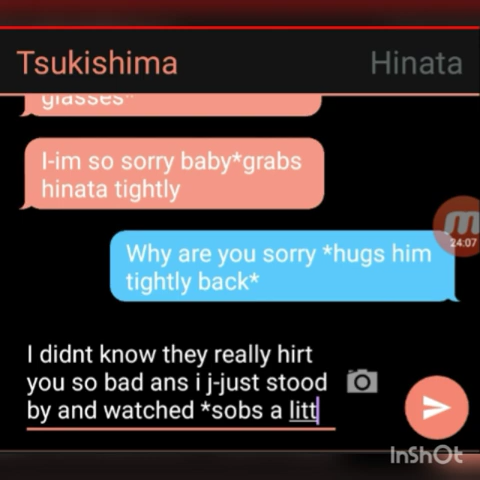 Tsukishima
Hinata
glasses*
I-im so sorry baby*grabs
hinata tightly
24:07
Why are you sorry *hugs him
tightly back*
I didnt know they really hirt
you so bad ans i j-just stood
by and watched *sobs a litt
InShOt